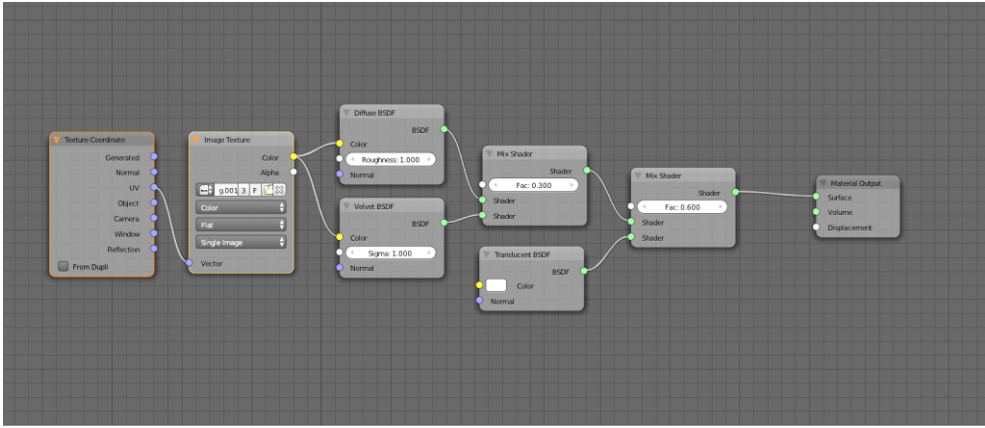 Texture Coordinate
Generated
Normal
UV
Object
Camera
Window
Reflection
From Dupli
Image Texture
Color
Alpha
g.001 3 F
Color
Flat
Single Image
Vector
Diffuse BSDF
BSDF
Color
Roughness: 1.000
Normal
Velvet BSDF
BSDF
Color
Sigma: 1.000
Normal
Mix Shader
Shader
Fac: 0.300
Shader
Shader
Translucent BSDF
BSDF
Color
Normal
Mix Shader
Shader
Fac: 0.600
Shader
Shader
Material Output
Surface
Volume
Displacement